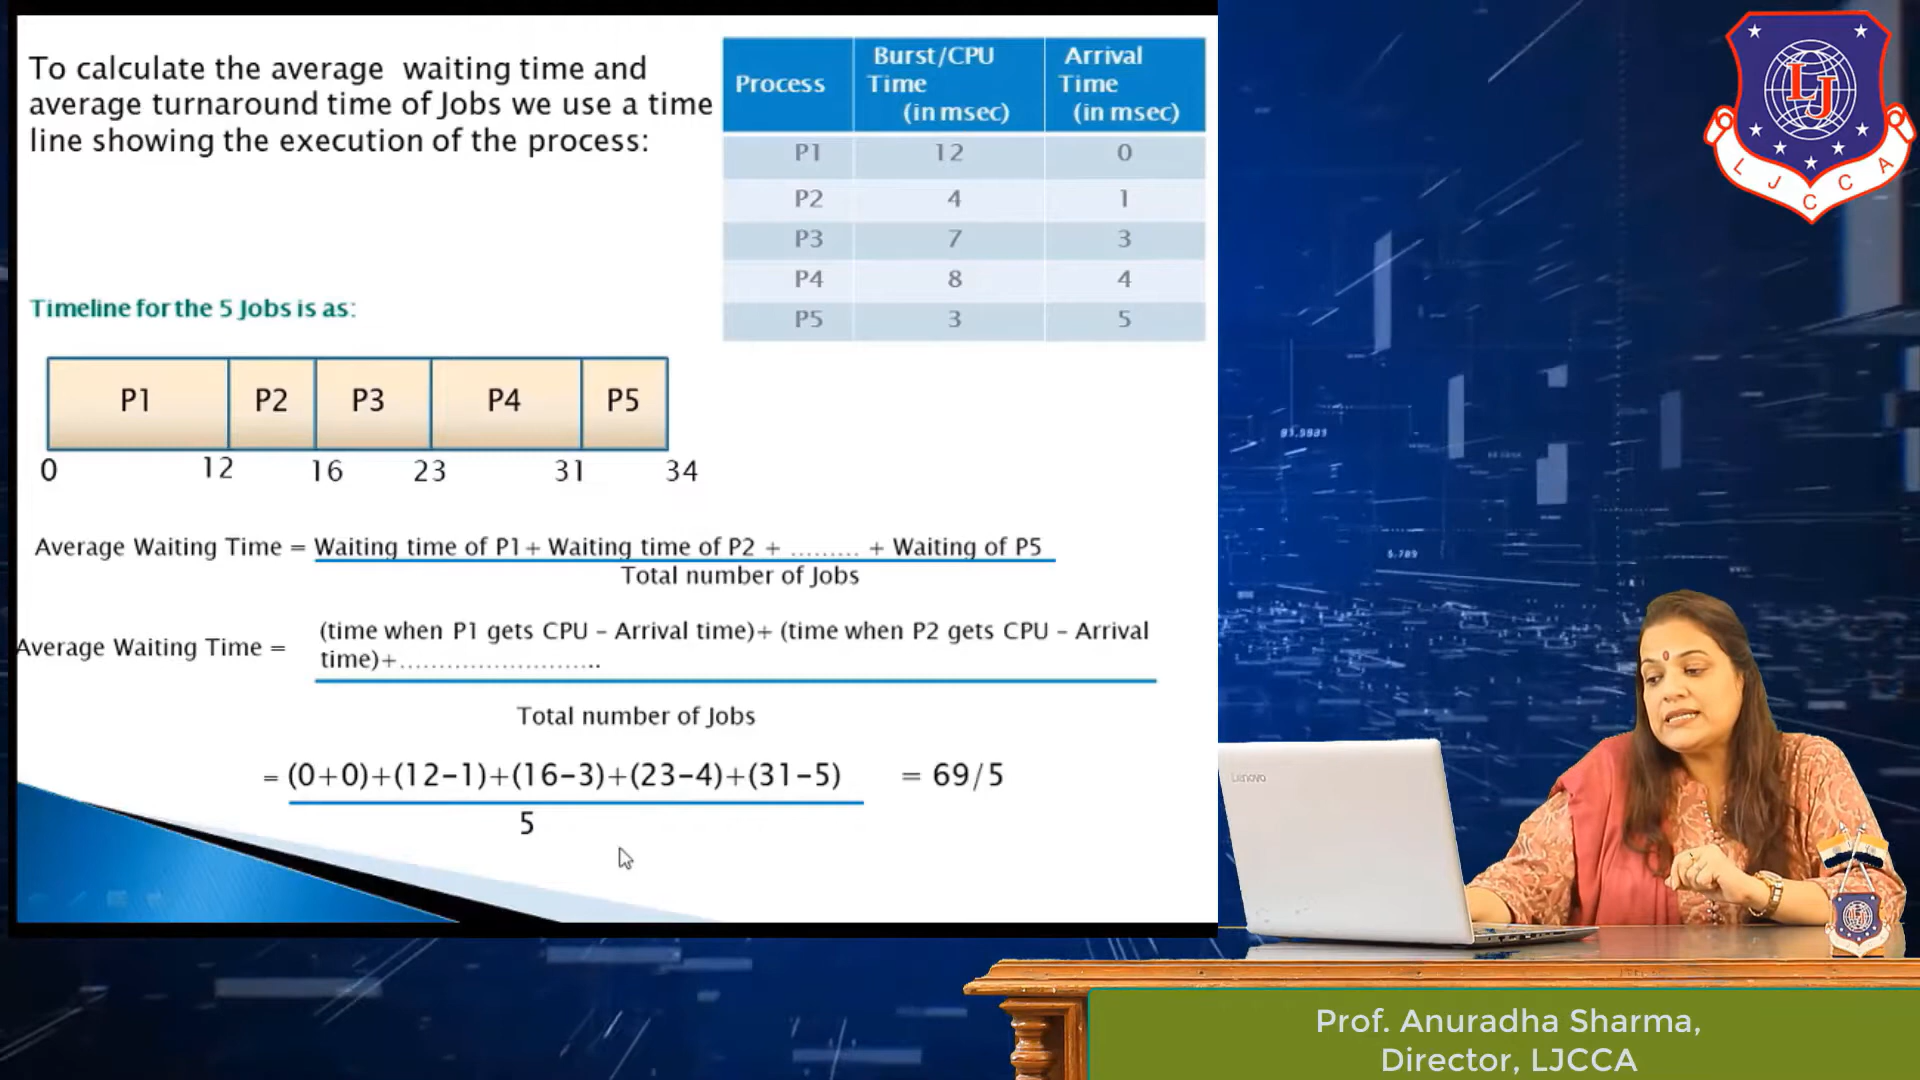 To calculate the average waiting time and
average turnaround time of Jobs we use a time
line showing the execution of the process:
Process Burst/CPU Time (in msec) Arrival Time (in msec)
P1 12 0
P2 4 1
P3 7 3
P4 8 4
P5 3 5
Timeline for the 5 Jobs is as:
P1 P2 P3 P4 P5
0 12 16 23 31 34
Average Waiting Time = Waiting time of P1+ Waiting time of P2 + ......... + Waiting of P5
Total number of Jobs
Average Waiting Time = (time when P1 gets CPU – Arrival time)+ (time when P2 gets CPU – Arrival
time)+..........................
Total number of Jobs
= (0+0)+(12-1)+(16-3)+(23-4)+(31-5) = 69/5
5
LJ
L J C C A
91.5931
5.789
Lenovo
LJ
Prof. Anuradha Sharma,
Director, LJCCA